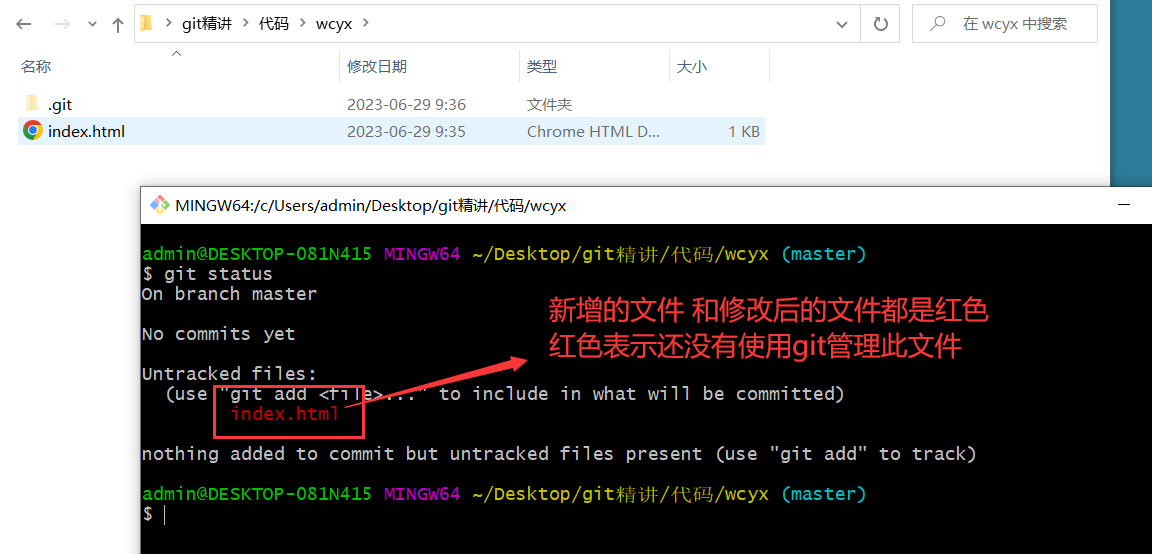 git精讲 > 代码 > wcyx >
在 wcyx 中搜索
名称 修改日期 类型 大小
.git 2023-06-29 9:36 文件夹
index.html 2023-06-29 9:35 Chrome HTML D... 1 KB
MINGW64:/c/Users/admin/Desktop/git精讲/代码/wcyx
admin@DESKTOP-081N415 MINGW64 ~/Desktop/git精讲/代码/wcyx (master)
$ git status
On branch master
新增的文件 和修改后的文件都是红色
No commits yet
红色表示还没有使用git管理此文件
Untracked files:
(use "git add <file>..." to include in what will be committed)
index.html
nothing added to commit but untracked files present (use "git add" to track)
admin@DESKTOP-081N415 MINGW64 ~/Desktop/git精讲/代码/wcyx (master)
$